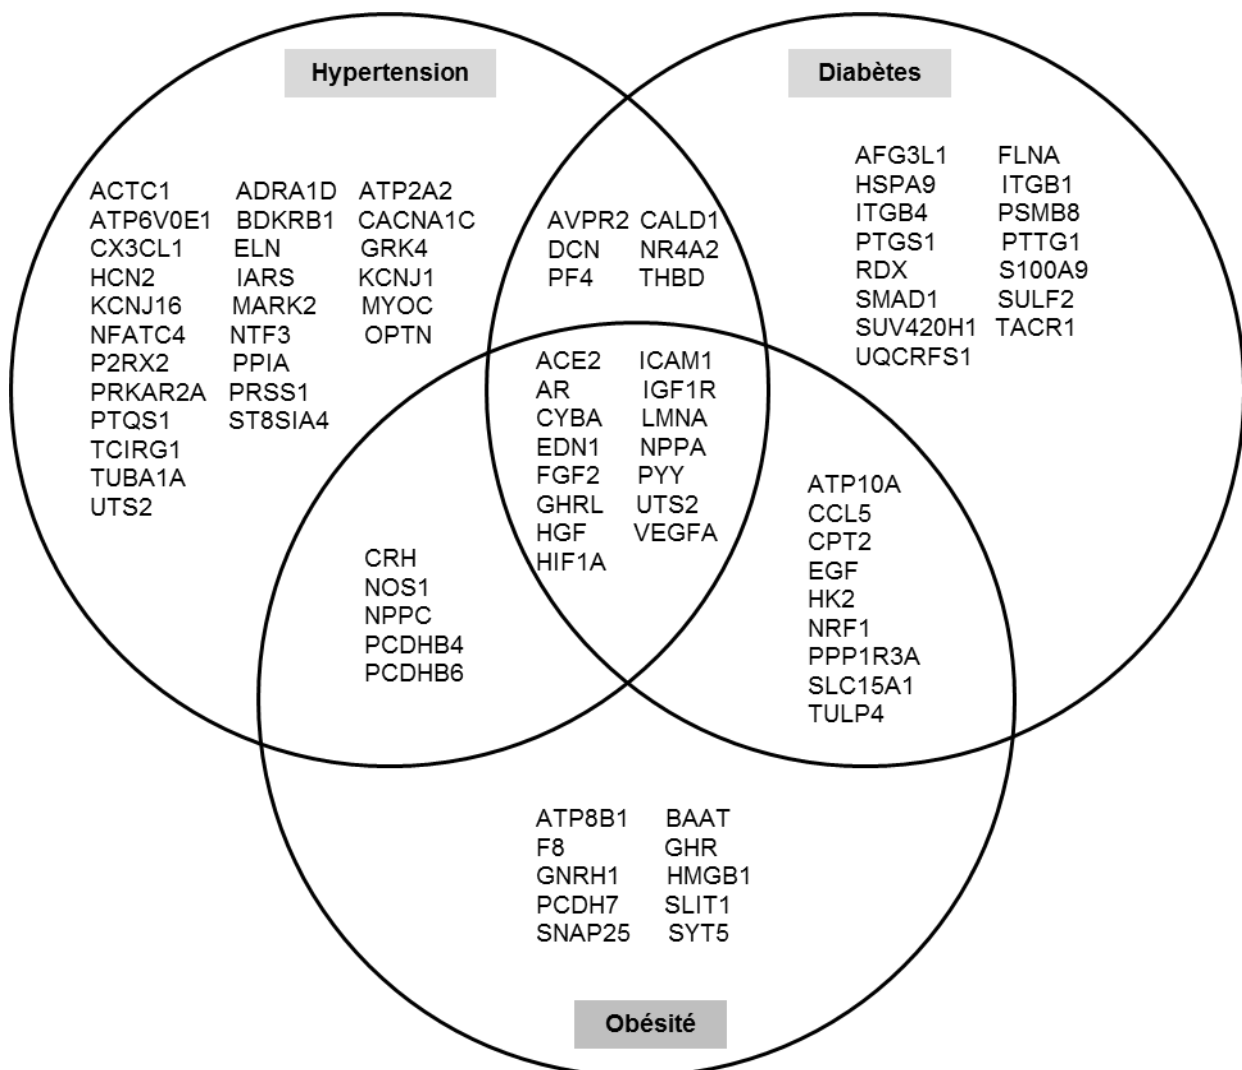 Hypertension
Diabètes
ACTC1 ADRA1D ATP2A2
ATP6V0E1 BDKRB1 CACNA1C
CX3CL1 ELN GRK4
HCN2 IARS KCNJ1
KCNJ16 MARK2 MYOC
NFATC4 NTF3 OPTN
P2RX2 PPIA
PRKAR2A PRSS1
PTQS1 ST8SIA4
TCIRG1
TUBA1A
UTS2
AVPR2 CALD1
DCN NR4A2
PF4 THBD
AFG3L1 FLNA
HSPA9 ITGB1
ITGB4 PSMB8
PTGS1 PTTG1
RDX S100A9
SMAD1 SULF2
SUV420H1 TACR1
UQCRFS1
ACE2 ICAM1
AR IGF1R
CYBA LMNA
EDN1 NPPA
FGF2 PYY
GHRL UTS2
HGF VEGFA
HIF1A
CRH
NOS1
NPPC
PCDHB4
PCDHB6
ATP10A
CCL5
CPT2
EGF
HK2
NRF1
PPP1R3A
SLC15A1
TULP4
ATP8B1 BAAT
F8 GHR
GNRH1 HMGB1
PCDH7 SLIT1
SNAP25 SYT5
Obésité